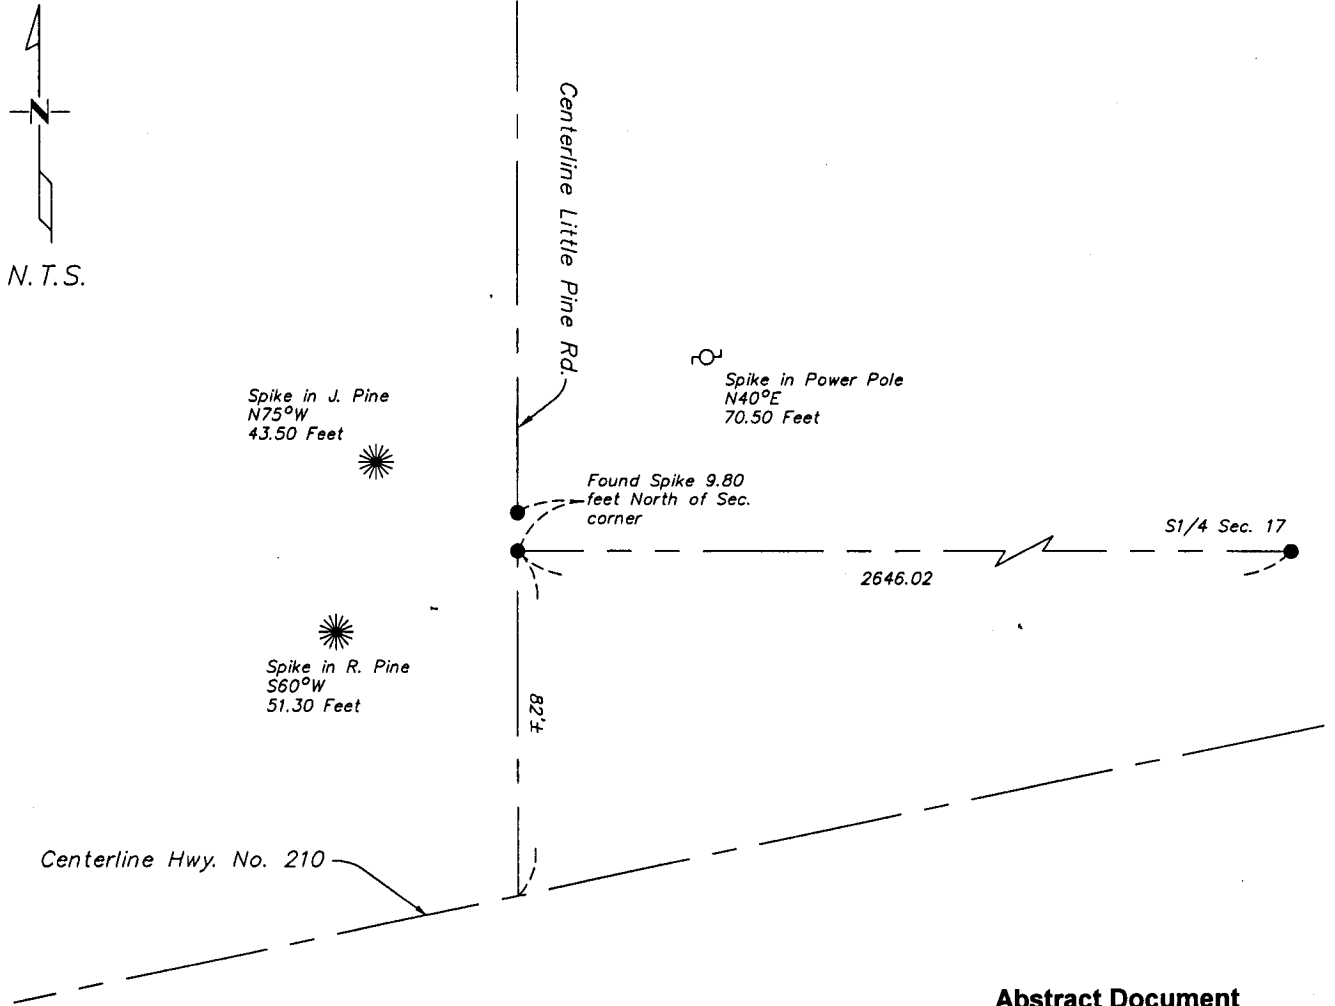 N
N.T.S.
Centerline Little Pine Rd.
Spike in Power Pole
N40°E
70.50 Feet
Spike in J. Pine
N75°W
43.50 Feet
Found Spike 9.80
feet North of Sec.
corner
S1/4 Sec. 17
2646.02
Spike in R. Pine
S60°W
51.30 Feet
82'±
Centerline Hwy. No. 210
Abstract Document